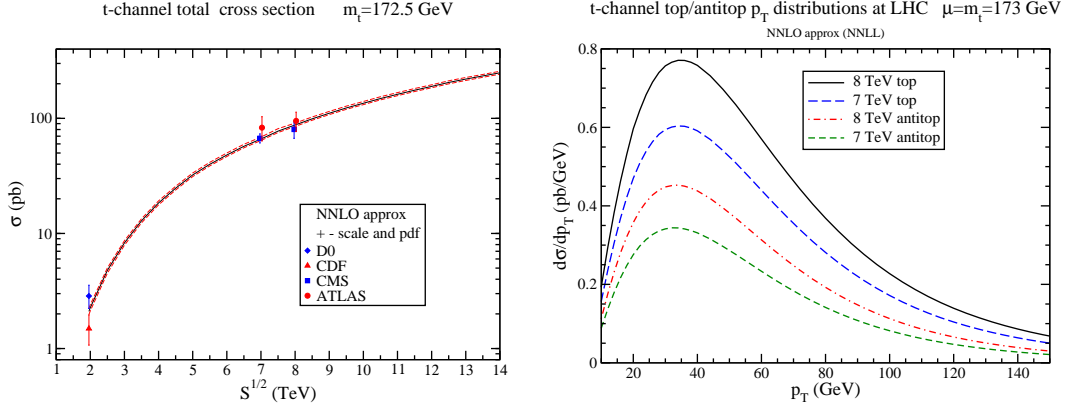 t-channel total cross section m_t=172.5 GeV
σ (pb)
100
10
1
NNLO approx
+ - scale and pdf
D0
CDF
CMS
ATLAS
1 2 3 4 5 6 7 8 9 10 11 12 13 14
S^1/2 (TeV)
t-channel top/antitop p_T distributions at LHC μ=m_t=173 GeV
NNLO approx (NNLL)
dσ/dp_T (pb/GeV)
0.8
0.6
0.4
0.2
0
8 TeV top
7 TeV top
8 TeV antitop
7 TeV antitop
20 40 60 80 100 120 140
p_T (GeV)